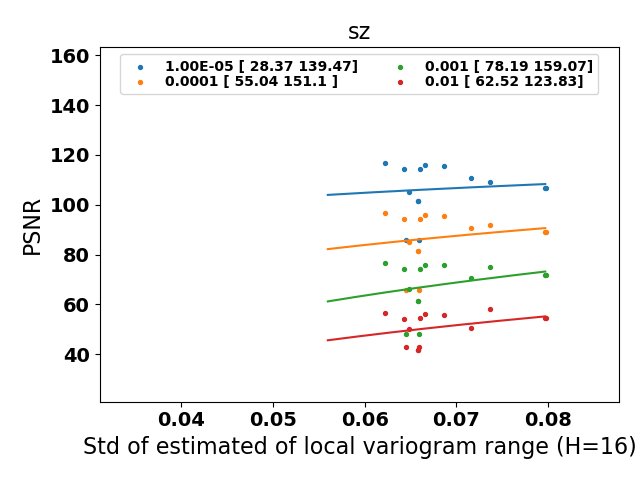 sz
1.00E-05 [ 28.37 139.47]
0.0001 [ 55.04 151.1 ]
0.001 [ 78.19 159.07]
0.01 [ 62.52 123.83]
PSNR
160
140
120
100
80
60
40
0.04 0.05 0.06 0.07 0.08
Std of estimated of local variogram range (H=16)